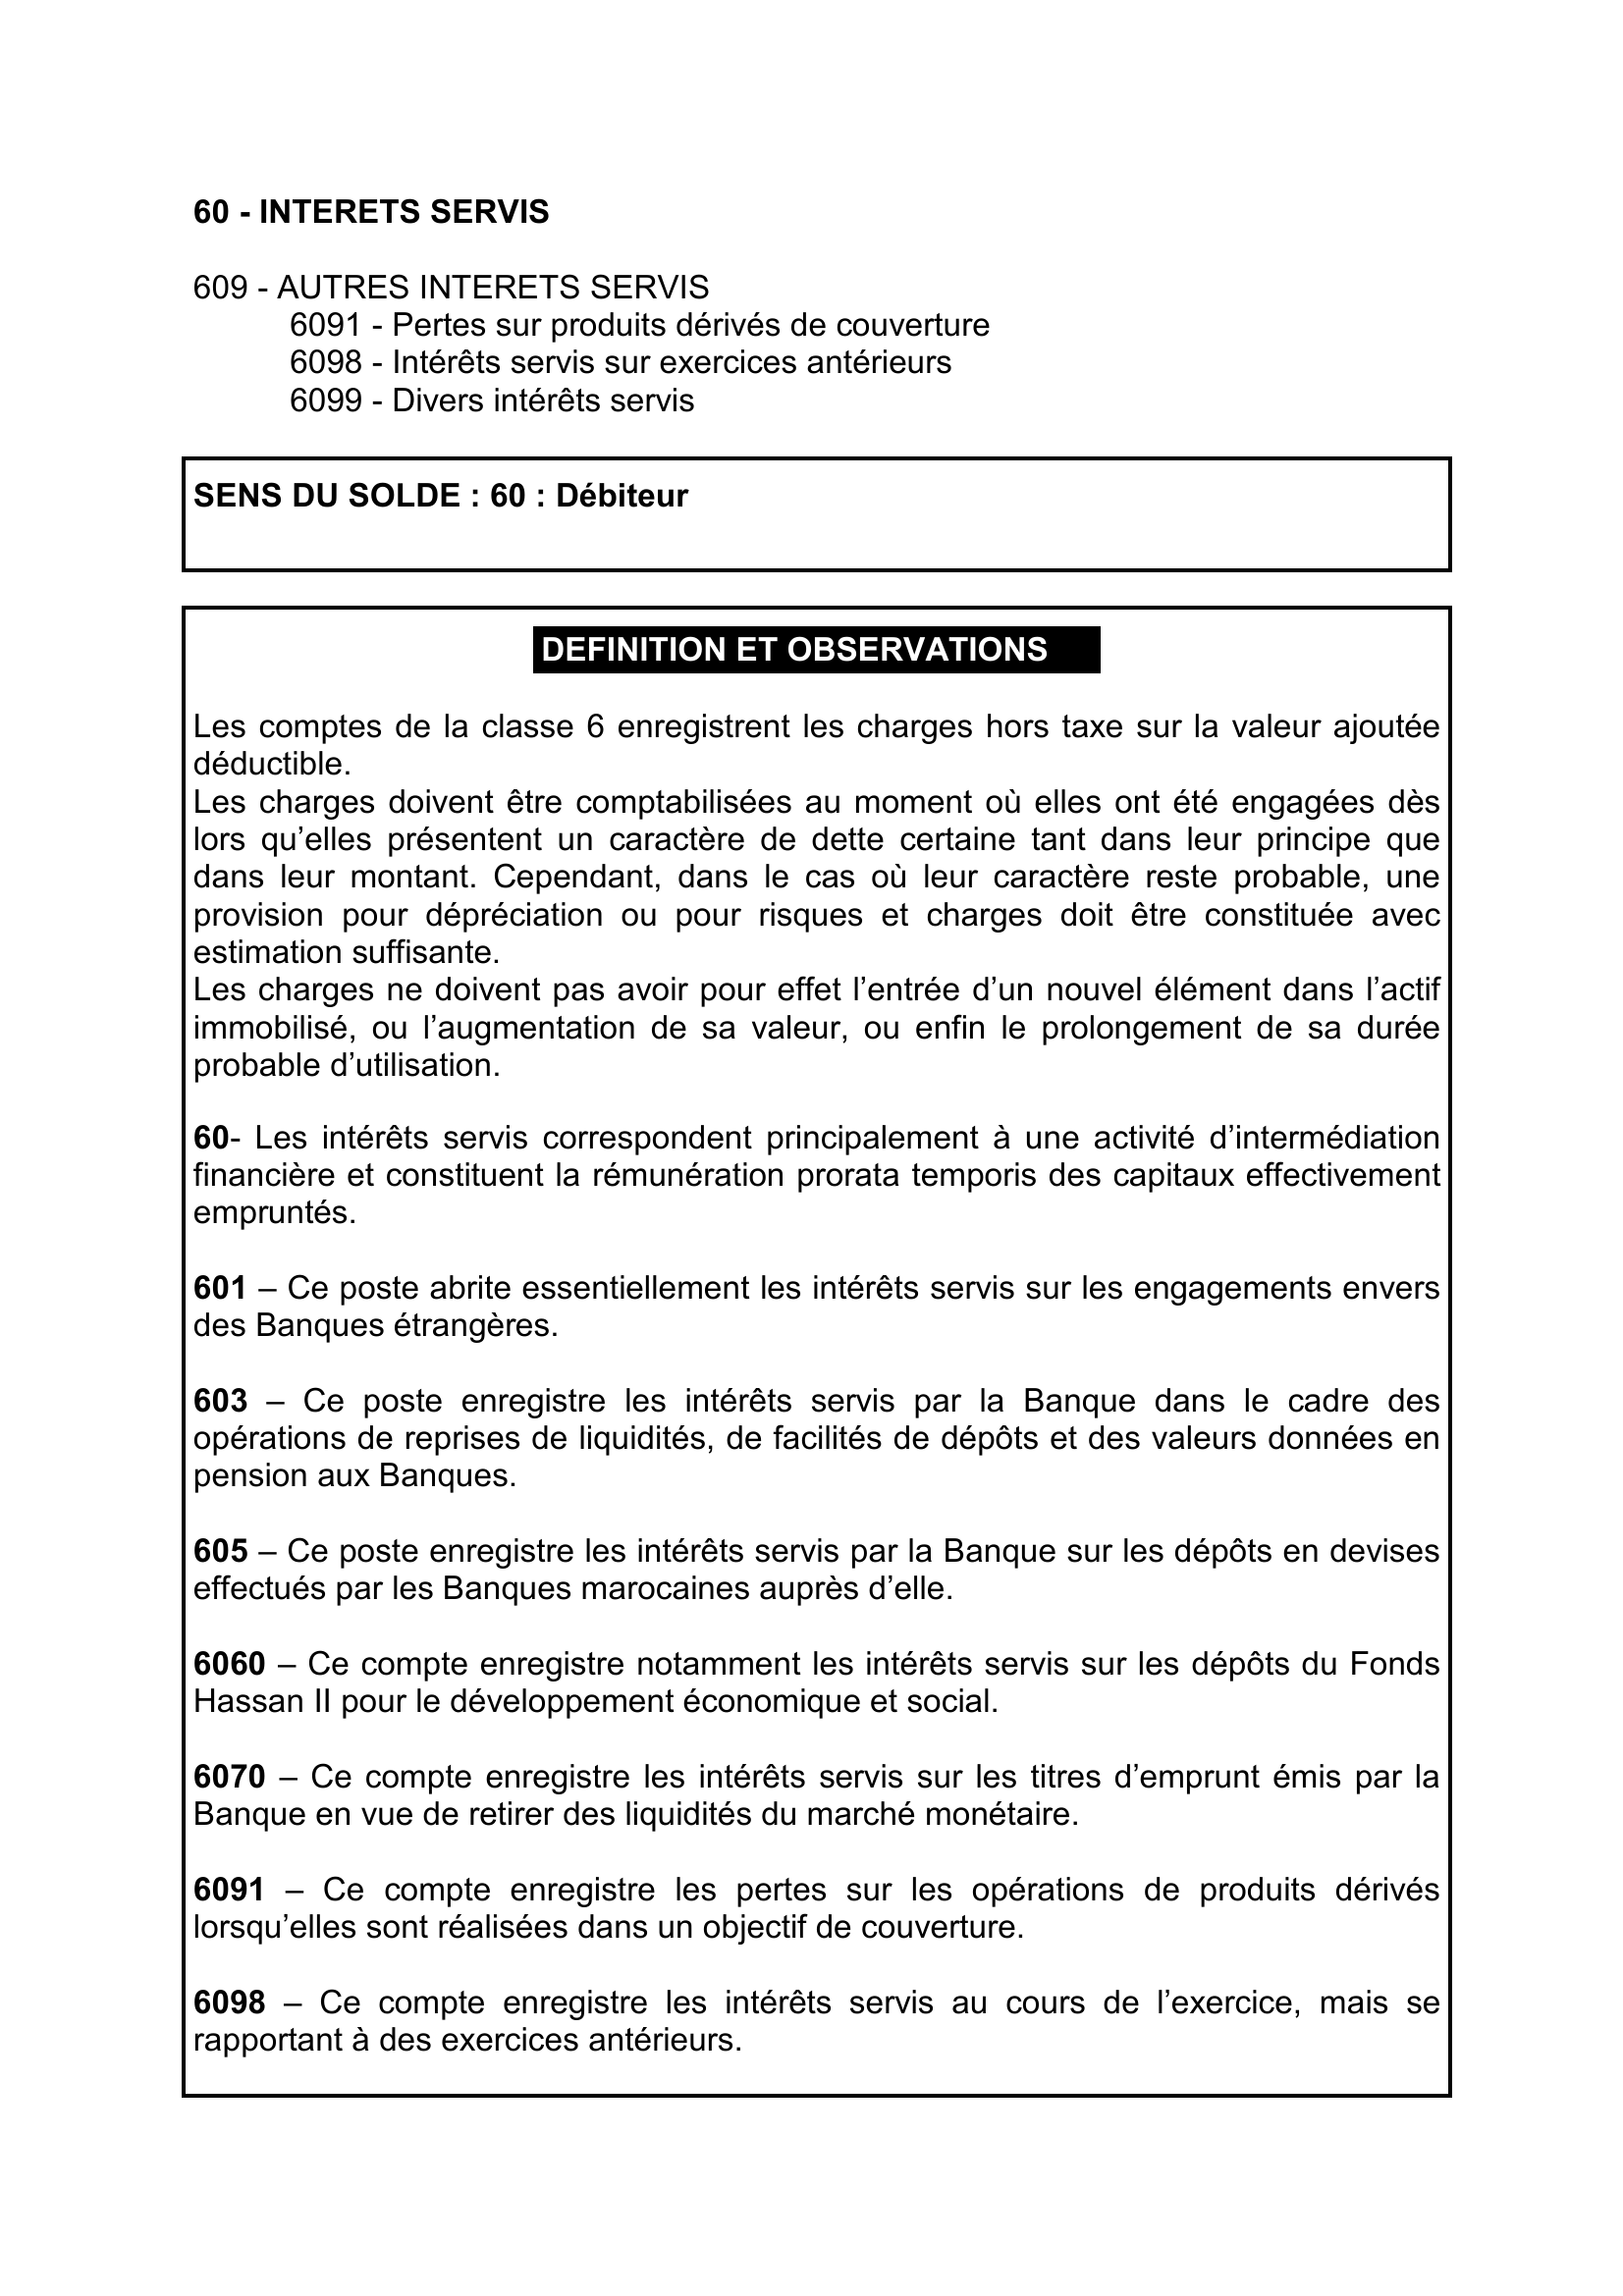 60 - INTERETS SERVIS
609 - AUTRES INTERETS SERVIS
6091 - Pertes sur produits dérivés de couverture
6098 - Intérêts servis sur exercices antérieurs
6099 - Divers intérêts servis
SENS DU SOLDE : 60 : Débiteur
DEFINITION ET OBSERVATIONS
Les comptes de la classe 6 enregistrent les charges hors taxe sur la valeur ajoutée
déductible.
Les charges doivent être comptabilisées au moment où elles ont été engagées dès
lors qu’elles présentent un caractère de dette certaine tant dans leur principe que
dans leur montant. Cependant, dans le cas où leur caractère reste probable, une
provision pour dépréciation ou pour risques et charges doit être constituée avec
estimation suffisante.
Les charges ne doivent pas avoir pour effet l’entrée d’un nouvel élément dans l’actif
immobilisé, ou l’augmentation de sa valeur, ou enfin le prolongement de sa durée
probable d’utilisation.
60- Les intérêts servis correspondent principalement à une activité d’intermédiation
financière et constituent la rémunération prorata temporis des capitaux effectivement
empruntés.
601 – Ce poste abrite essentiellement les intérêts servis sur les engagements envers
des Banques étrangères.
603 – Ce poste enregistre les intérêts servis par la Banque dans le cadre des
opérations de reprises de liquidités, de facilités de dépôts et des valeurs données en
pension aux Banques.
605 – Ce poste enregistre les intérêts servis par la Banque sur les dépôts en devises
effectués par les Banques marocaines auprès d’elle.
6060 – Ce compte enregistre notamment les intérêts servis sur les dépôts du Fonds
Hassan II pour le développement économique et social.
6070 – Ce compte enregistre les intérêts servis sur les titres d’emprunt émis par la
Banque en vue de retirer des liquidités du marché monétaire.
6091 – Ce compte enregistre les pertes sur les opérations de produits dérivés
lorsqu’elles sont réalisées dans un objectif de couverture.
6098 – Ce compte enregistre les intérêts servis au cours de l’exercice, mais se
rapportant à des exercices antérieurs.